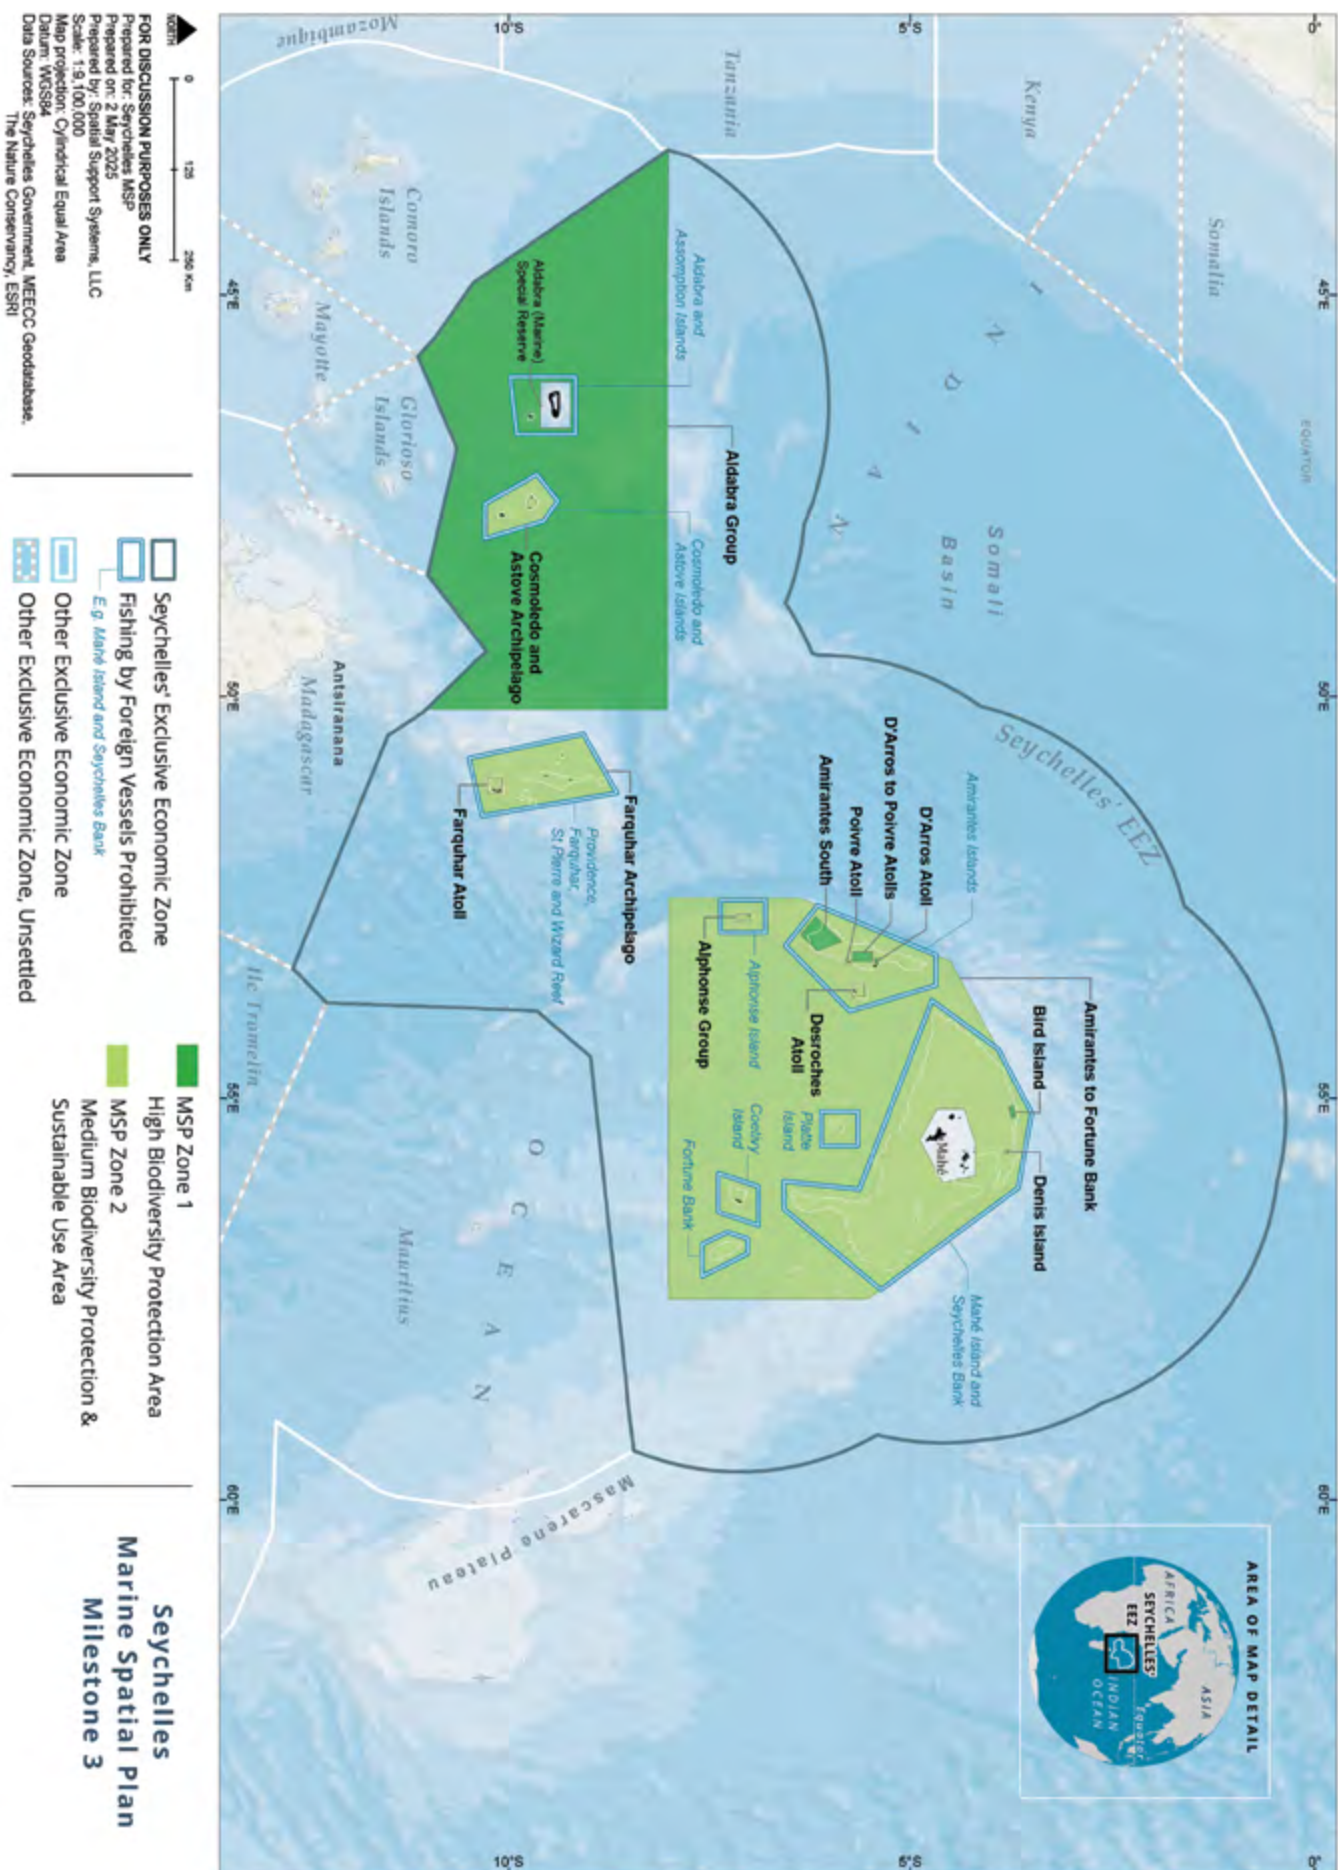 0°
5°S
10°S
45°E
50°E
55°E
60°E
0°
5°S
10°S
EQUATOR
Somalia
Kenya
Tanzania
Mozambique
Comoro
Islands
Mayotte
Glorioso
Islands
Antsiranana
Madagascar
Ile Tromelin
Mauritius
Mascarene Plateau
Somali
Basin
INDIAN
OCEAN
Seychelles' EEZ
Aldabra and
Assumption Islands
Aldabra (Marine)
Special Reserve
Aldabra Group
Cosmoledo and
Astove Islands
Cosmoledo and
Astove Archipelago
Farquhar Archipelago
Providence,
Farquhar,
St Pierre and Wizard Reef
Farquhar Atoll
Amirantes Islands
D'Arros Atoll
D'Arros to Poivre Atolls
Poivre Atoll
Amirantes South
Alphonse Island
Alphonse Group
Desroches
Atoll
Amirantes to Fortune Bank
Bird Island
Denis Island
Mahé
Platte
Island
Coetivy
Island
Fortune Bank
Mahé Island and
Seychelles Bank
AREA OF MAP DETAIL
ASIA
AFRICA
SEYCHELLES'
EEZ
Equator
INDIAN
OCEAN
NORTH
0 125 250 Km
FOR DISCUSSION PURPOSES ONLY
Prepared for: Seychelles MSP
Prepared on: 2 May 2025
Prepared by: Spatial Support Systems, LLC
Scale: 1:9,100,000
Map projection: Cylindrical Equal Area
Datum: WGS84
Data Sources: Seychelles Government, MEECC Geodatabase,
The Nature Conservancy, ESRI
Seychelles' Exclusive Economic Zone
Fishing by Foreign Vessels Prohibited
E.g. Mahé Island and Seychelles Bank
Other Exclusive Economic Zone
Other Exclusive Economic Zone, Unsettled
MSP Zone 1
High Biodiversity Protection Area
MSP Zone 2
Medium Biodiversity Protection &
Sustainable Use Area
Seychelles
Marine Spatial Plan
Milestone 3